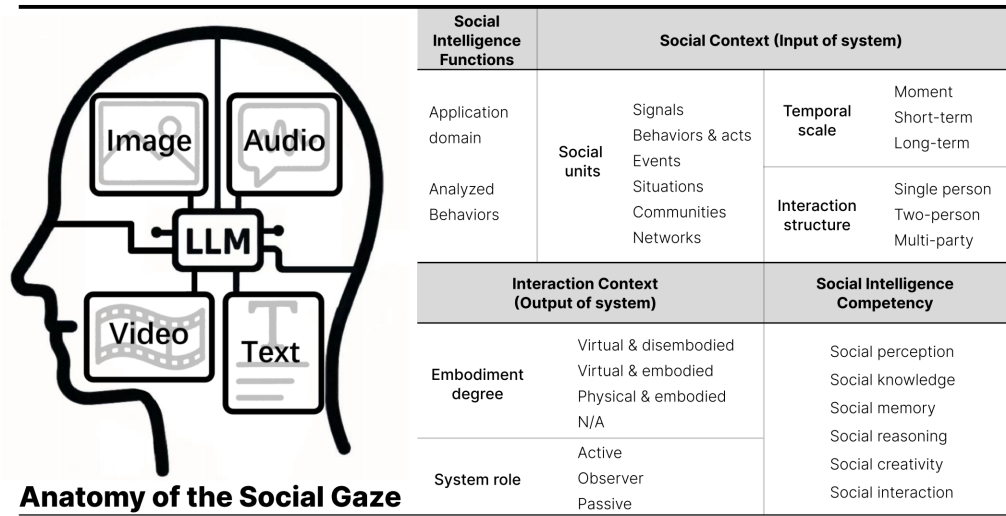 Image
Audio
LLM
Video
Text
Anatomy of the Social Gaze
Social
Intelligence
Functions
Social Context (Input of system)
Application
domain
Analyzed
Behaviors
Social
units
Signals
Behaviors & acts
Events
Situations
Communities
Networks
Temporal
scale
Moment
Short-term
Long-term
Interaction
structure
Single person
Two-person
Multi-party
Interaction Context
(Output of system)
Social Intelligence
Competency
Embodiment
degree
Virtual & disembodied
Virtual & embodied
Physical & embodied
N/A
System role
Active
Observer
Passive
Social perception
Social knowledge
Social memory
Social reasoning
Social creativity
Social interaction